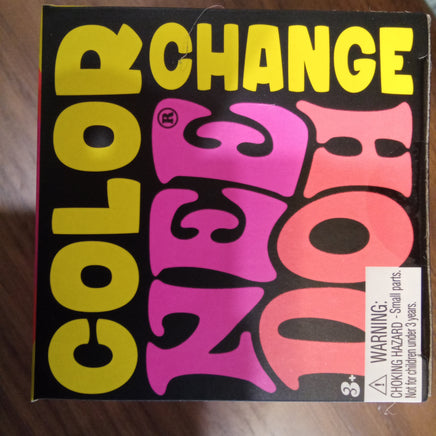 COLOR
CHANGE
NEE®
DOH
3+
WARNING:
CHOKING HAZARD - Small parts.
Not for children under 3 years.